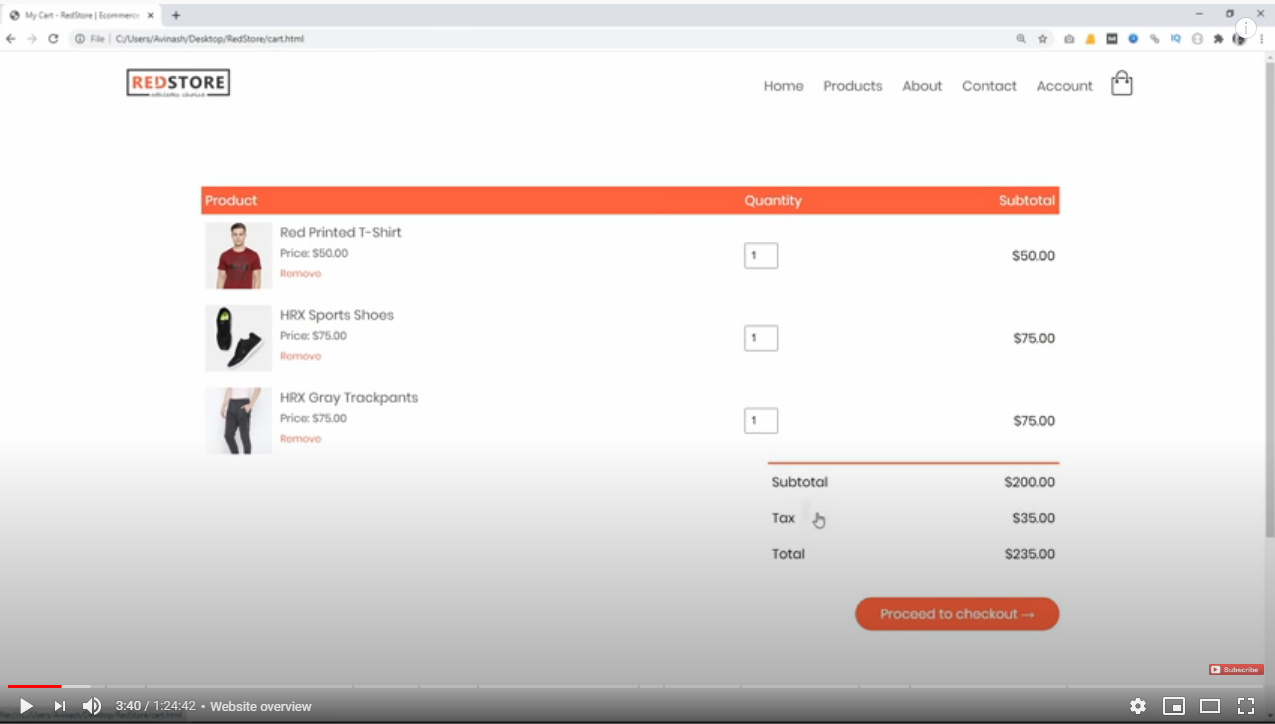 My Cart - RedStore | Ecommerce
File | C:/Users/Avinash/Desktop/RedStore/cart.html
REDSTORE
Home Products About Contact Account
Product Quantity Subtotal
Red Printed T-Shirt
Price: $50.00
Remove
1
$50.00
HRX Sports Shoes
Price: $75.00
Remove
1
$75.00
HRX Gray Trackpants
Price: $75.00
Remove
1
$75.00
Subtotal $200.00
Tax $35.00
Total $235.00
Proceed to checkout →
Subscribe
3:40 / 1:24:42 • Website overview